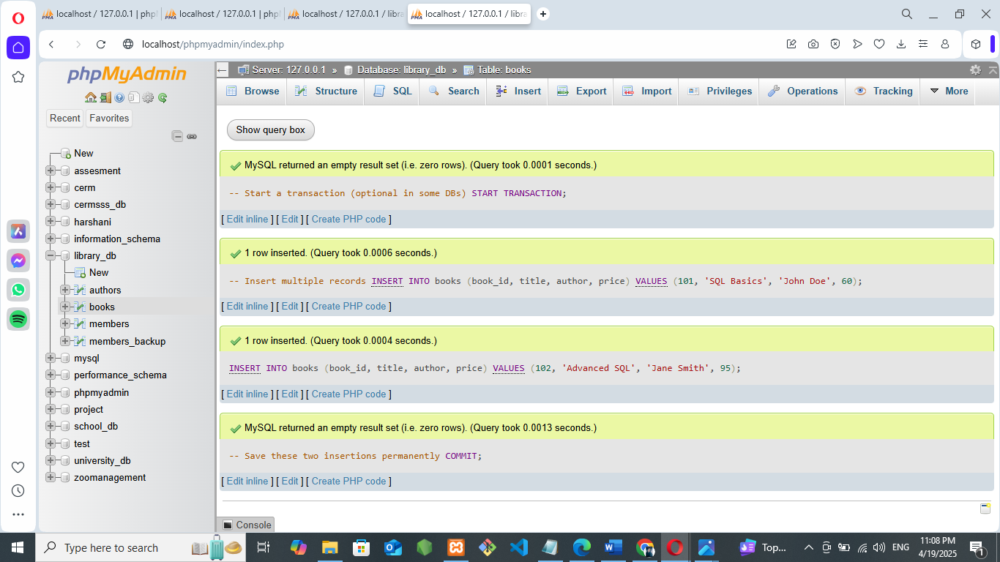 localhost / 127.0.0.1 | phpM
localhost / 127.0.0.1 | phpM
localhost / 127.0.0.1 / libra
localhost / 127.0.0.1 / libra
localhost/phpmyadmin/index.php
phpMyAdmin
Recent
Favorites
New
assesment
cerm
cermsss_db
harshani
information_schema
library_db
New
authors
books
members
members_backup
mysql
performance_schema
phpmyadmin
project
school_db
test
university_db
zoomanagement
Server: 127.0.0.1 » Database: library_db » Table: books
Browse Structure SQL Search Insert Export Import Privileges Operations Tracking More
Show query box
MySQL returned an empty result set (i.e. zero rows). (Query took 0.0001 seconds.)
-- Start a transaction (optional in some DBs) START TRANSACTION;
[ Edit inline ] [ Edit ] [ Create PHP code ]
1 row inserted. (Query took 0.0006 seconds.)
-- Insert multiple records INSERT INTO books (book_id, title, author, price) VALUES (101, 'SQL Basics', 'John Doe', 60);
[ Edit inline ] [ Edit ] [ Create PHP code ]
1 row inserted. (Query took 0.0004 seconds.)
INSERT INTO books (book_id, title, author, price) VALUES (102, 'Advanced SQL', 'Jane Smith', 95);
[ Edit inline ] [ Edit ] [ Create PHP code ]
MySQL returned an empty result set (i.e. zero rows). (Query took 0.0013 seconds.)
-- Save these two insertions permanently COMMIT;
[ Edit inline ] [ Edit ] [ Create PHP code ]
Console
Type here to search
Top...
ENG
11:08 PM
4/19/2025
1